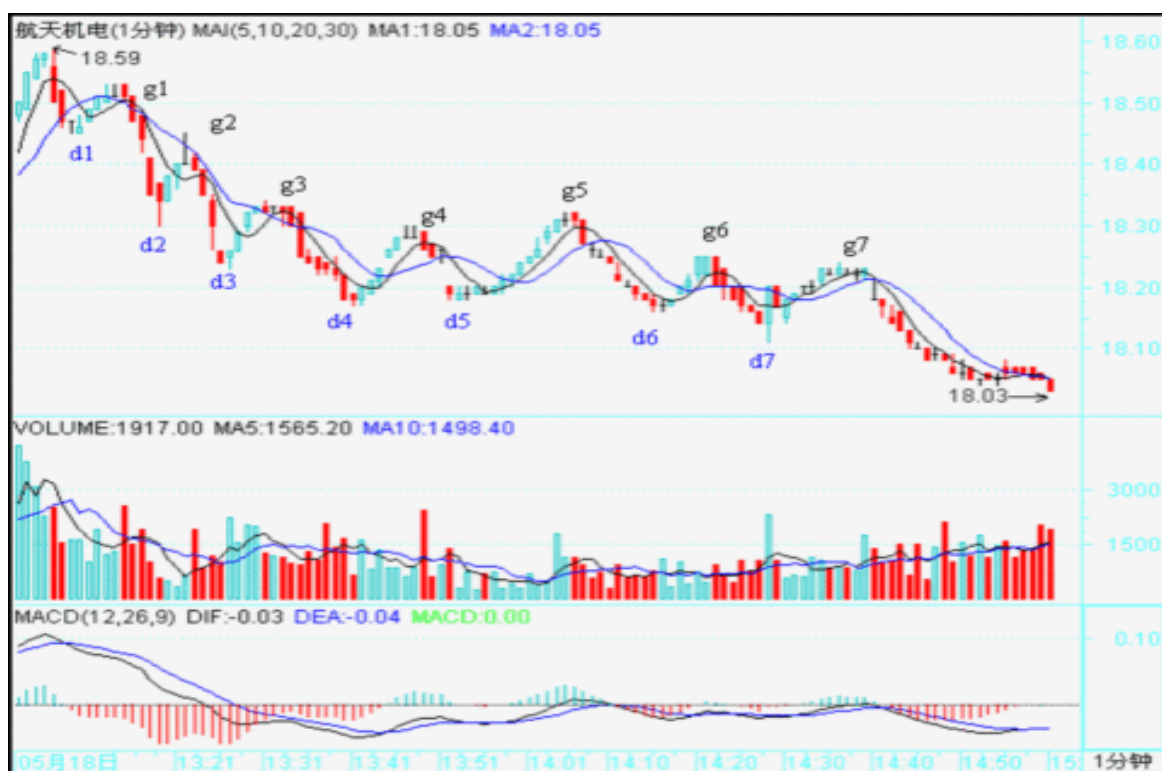 航天机电(1分钟) MAI(5,10,20,30) MA1:18.05 MA2:18.05
18.60
18.59
g1
18.50
g2
d1
18.40
g3
g5
d2
g4
18.30
g6
g7
d3
18.20
d4
d5
d6
d7
18.10
18.03
VOLUME:1917.00 MA5:1565.20 MA10:1498.40
3000
1500
MACD(12,26,9) DIF:-0.03 DEA:-0.04 MACD:0.00
0.10
05月18日 13:21 13:31 13:41 13:51 14:01 14:10 14:20 14:30 14:40 14:50 15: 1分钟